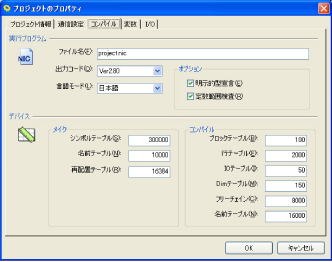 プロジェクトのプロパティ
プロジェクト情報 通信設定 コンパイル 変数 I/O
実行プログラム
NIC
ファイル名(F): project.nic
出力コード(O): Ver2.80
言語モード(L): 日本語
オプション
明示的型宣言(E)
定数範囲検査(R)
デバイス
メイク
シンボルテーブル(S): 300000
名前テーブル(M): 10000
再配置テーブル(R): 16384
コンパイル
ブロックテーブル(B): 100
行テーブル(P): 2000
IOテーブル(I): 50
Dimテーブル(M): 150
フリーチェイン(C): 8000
名前テーブル(N): 16000
OK キャンセル